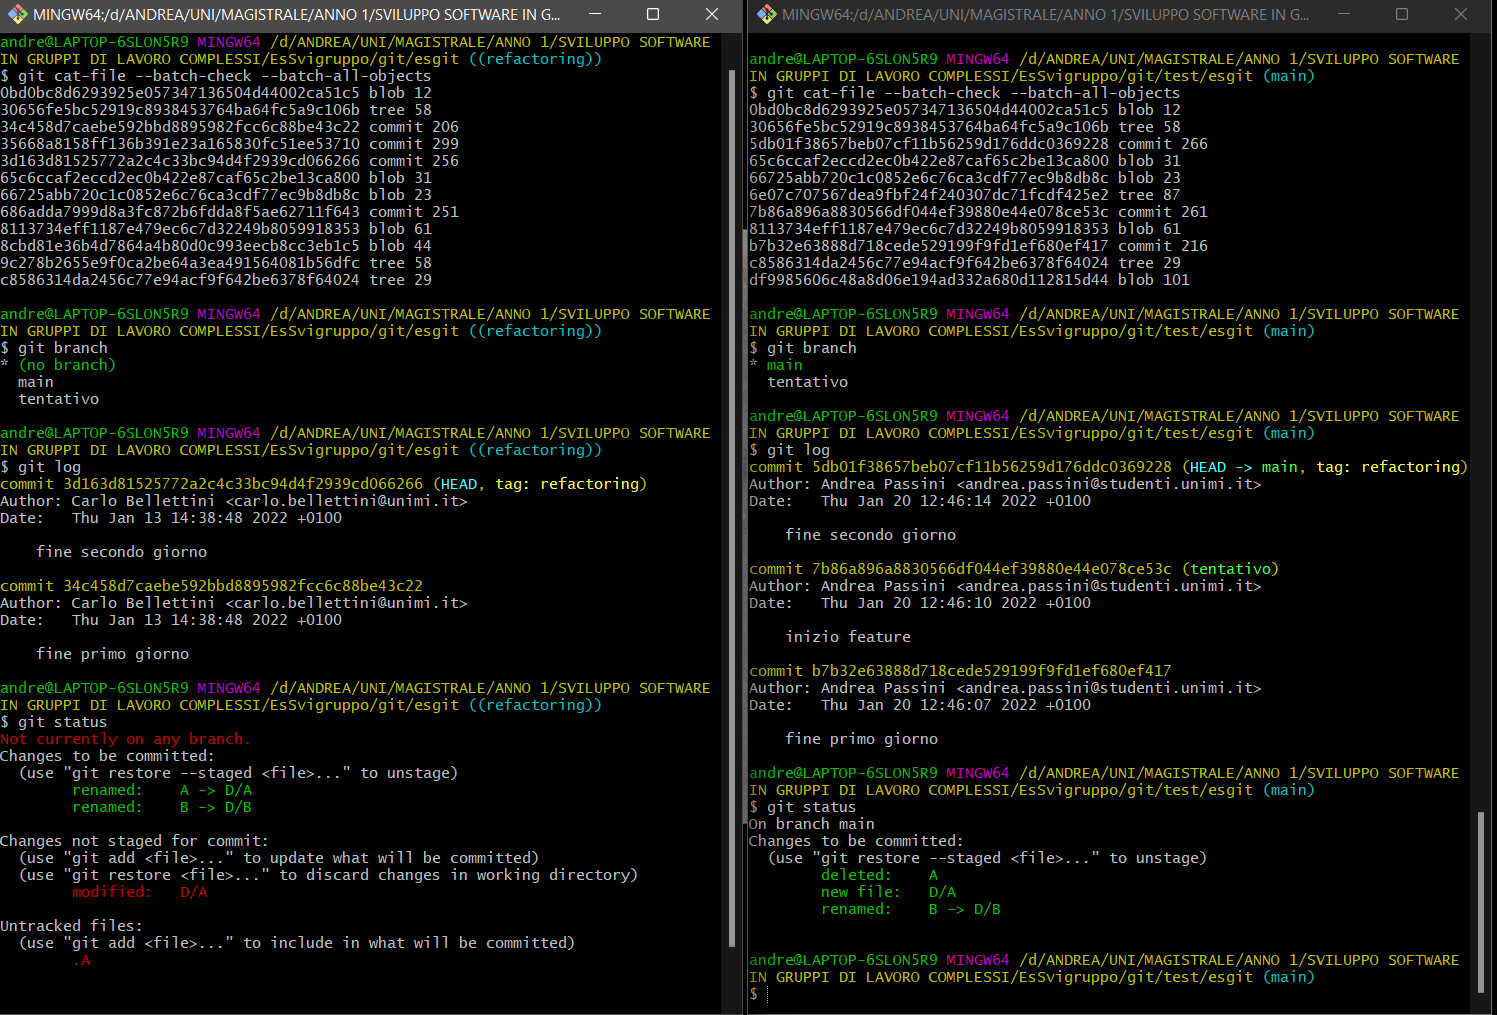 MINGW64:/d/ANDREA/UNI/MAGISTRALE/ANNO 1/SVILUPPO SOFTWARE IN G...
andre@LAPTOP-6SLON5R9 MINGW64 /d/ANDREA/UNI/MAGISTRALE/ANNO 1/SVILUPPO SOFTWARE
IN GRUPPI DI LAVORO COMPLESSI/EsSvigruppo/git/esgit ((refactoring))
$ git cat-file --batch-check --batch-all-objects
0bd0bc8d6293925e057347136504d44002ca51c5 blob 12
30656fe5bc52919c8938453764ba64fc5a9c106b tree 58
34c458d7caebe592bbd8895982fcc6c88be43c22 commit 206
35668a8158ff136b391e23a165830fc51ee53710 commit 299
3d163d81525772a2c4c33bc94d4f2939cd066266 commit 256
65c6ccaf2eccd2ec0b422e87caf65c2be13ca800 blob 31
66725abb720c1c0852e6c76ca3cdf77ec9b8db8c blob 23
686adda7999d8a3fc872b6fdda8f5ae62711f643 commit 251
8113734eff1187e479ec6c7d32249b8059918353 blob 61
8cbd81e36b4d7864a4b80d0c993eecb8cc3eb1c5 blob 44
9c278b2655e9f0ca2be64a3ea491564081b56dfc tree 58
c8586314da2456c77e94acf9f642be6378f64024 tree 29
andre@LAPTOP-6SLON5R9 MINGW64 /d/ANDREA/UNI/MAGISTRALE/ANNO 1/SVILUPPO SOFTWARE
IN GRUPPI DI LAVORO COMPLESSI/EsSvigruppo/git/esgit ((refactoring))
$ git branch
* (no branch)
main
tentativo
andre@LAPTOP-6SLON5R9 MINGW64 /d/ANDREA/UNI/MAGISTRALE/ANNO 1/SVILUPPO SOFTWARE
IN GRUPPI DI LAVORO COMPLESSI/EsSvigruppo/git/esgit ((refactoring))
$ git log
commit 3d163d81525772a2c4c33bc94d4f2939cd066266 (HEAD, tag: refactoring)
Author: Carlo Bellettini <carlo.bellettini@unimi.it>
Date:   Thu Jan 13 14:38:48 2022 +0100
fine secondo giorno
commit 34c458d7caebe592bbd8895982fcc6c88be43c22
Author: Carlo Bellettini <carlo.bellettini@unimi.it>
Date:   Thu Jan 13 14:38:48 2022 +0100
fine primo giorno
andre@LAPTOP-6SLON5R9 MINGW64 /d/ANDREA/UNI/MAGISTRALE/ANNO 1/SVILUPPO SOFTWARE
IN GRUPPI DI LAVORO COMPLESSI/EsSvigruppo/git/esgit ((refactoring))
$ git status
Not currently on any branch.
Changes to be committed:
(use "git restore --staged <file>..." to unstage)
renamed:    A -> D/A
renamed:    B -> D/B
Changes not staged for commit:
(use "git add <file>..." to update what will be committed)
(use "git restore <file>..." to discard changes in working directory)
modified:   D/A
Untracked files:
(use "git add <file>..." to include in what will be committed)
.A
MINGW64:/d/ANDREA/UNI/MAGISTRALE/ANNO 1/SVILUPPO SOFTWARE IN G...
andre@LAPTOP-6SLON5R9 MINGW64 /d/ANDREA/UNI/MAGISTRALE/ANNO 1/SVILUPPO SOFTWARE
IN GRUPPI DI LAVORO COMPLESSI/EsSvigruppo/git/test/esgit (main)
$ git cat-file --batch-check --batch-all-objects
0bd0bc8d6293925e057347136504d44002ca51c5 blob 12
30656fe5bc52919c8938453764ba64fc5a9c106b tree 58
5db01f38657beb07cf11b56259d176ddc0369228 commit 266
65c6ccaf2eccd2ec0b422e87caf65c2be13ca800 blob 31
66725abb720c1c0852e6c76ca3cdf77ec9b8db8c blob 23
6e07c707567dea9fbf24f240307dc71fcdf425e2 tree 87
7b86a896a8830566df044ef39880e44e078ce53c commit 261
8113734eff1187e479ec6c7d32249b8059918353 blob 61
b7b32e63888d718cede529199f9fd1ef680ef417 commit 216
c8586314da2456c77e94acf9f642be6378f64024 tree 29
df9985606c48a8d06e194ad332a680d112815d44 blob 101
andre@LAPTOP-6SLON5R9 MINGW64 /d/ANDREA/UNI/MAGISTRALE/ANNO 1/SVILUPPO SOFTWARE
IN GRUPPI DI LAVORO COMPLESSI/EsSvigruppo/git/test/esgit (main)
$ git branch
* main
tentativo
andre@LAPTOP-6SLON5R9 MINGW64 /d/ANDREA/UNI/MAGISTRALE/ANNO 1/SVILUPPO SOFTWARE
IN GRUPPI DI LAVORO COMPLESSI/EsSvigruppo/git/test/esgit (main)
$ git log
commit 5db01f38657beb07cf11b56259d176ddc0369228 (HEAD -> main, tag: refactoring)
Author: Andrea Passini <andrea.passini@studenti.unimi.it>
Date:   Thu Jan 20 12:46:14 2022 +0100
fine secondo giorno
commit 7b86a896a8830566df044ef39880e44e078ce53c (tentativo)
Author: Andrea Passini <andrea.passini@studenti.unimi.it>
Date:   Thu Jan 20 12:46:10 2022 +0100
inizio feature
commit b7b32e63888d718cede529199f9fd1ef680ef417
Author: Andrea Passini <andrea.passini@studenti.unimi.it>
Date:   Thu Jan 20 12:46:07 2022 +0100
fine primo giorno
andre@LAPTOP-6SLON5R9 MINGW64 /d/ANDREA/UNI/MAGISTRALE/ANNO 1/SVILUPPO SOFTWARE
IN GRUPPI DI LAVORO COMPLESSI/EsSvigruppo/git/test/esgit (main)
$ git status
On branch main
Changes to be committed:
(use "git restore --staged <file>..." to unstage)
deleted:    A
new file:   D/A
renamed:    B -> D/B
andre@LAPTOP-6SLON5R9 MINGW64 /d/ANDREA/UNI/MAGISTRALE/ANNO 1/SVILUPPO SOFTWARE
IN GRUPPI DI LAVORO COMPLESSI/EsSvigruppo/git/test/esgit (main)
$